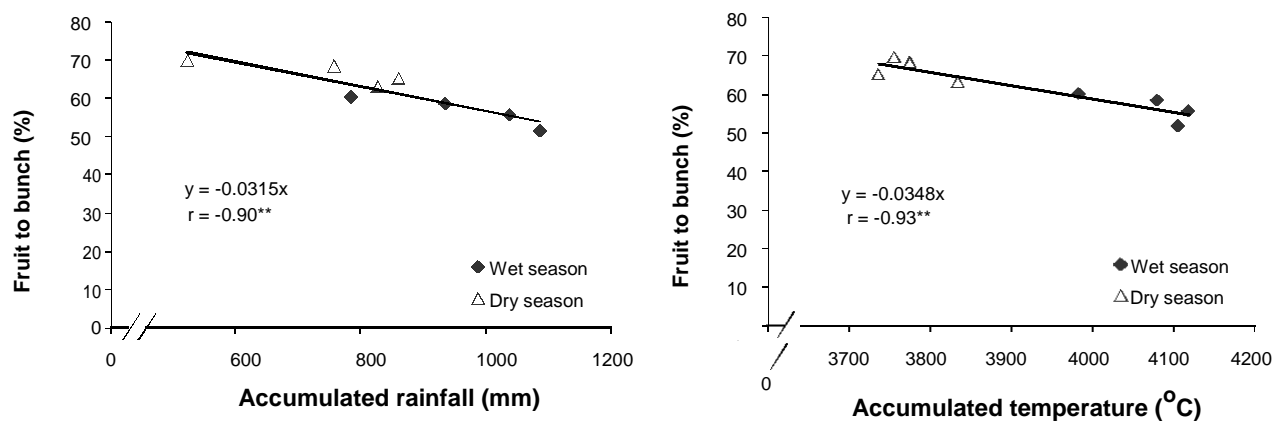 80
70
60
50
40
30
20
10
0
Fruit to bunch (%)
y = -0.0315x
r = -0.90**
Wet season
Dry season
0 600 800 1000 1200
Accumulated rainfall (mm)
80
70
60
50
40
30
20
10
Fruit to bunch (%)
y = -0.0348x
r = -0.93**
Wet season
Dry season
0 3700 3800 3900 4000 4100 4200
Accumulated temperature (°C)